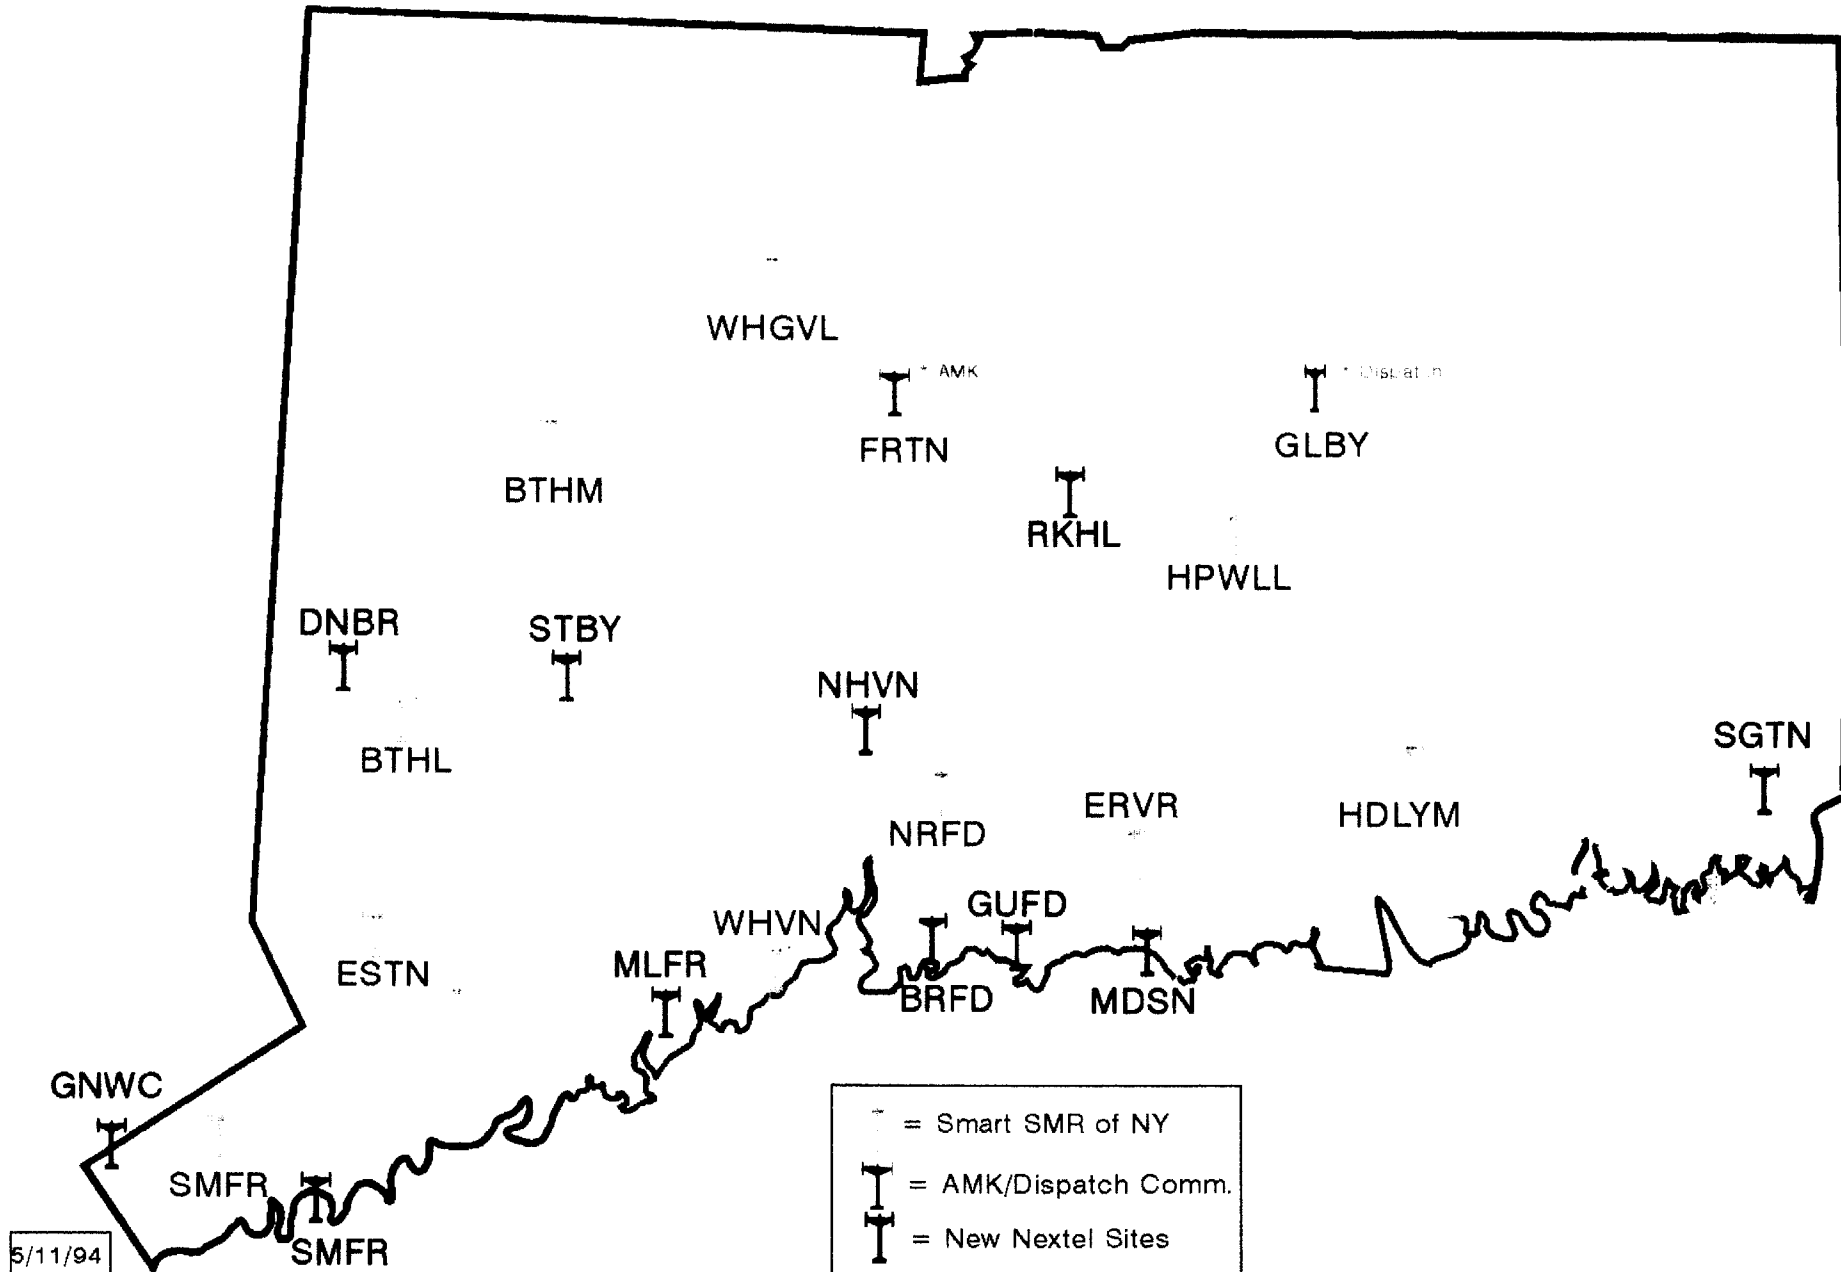 WHGVL
* AMK
FRTN
* Dispatch
GLBY
BTHM
RKHL
HPWLL
DNBR
STBY
NHVN
BTHL
SGTN
ERVR
HDLYM
NRFD
WHVN
GUFD
MLFR
ESTN
BRFD
MDSN
GNWC
SMFR
SMFR
= Smart SMR of NY
= AMK/Dispatch Comm.
= New Nextel Sites
5/11/94